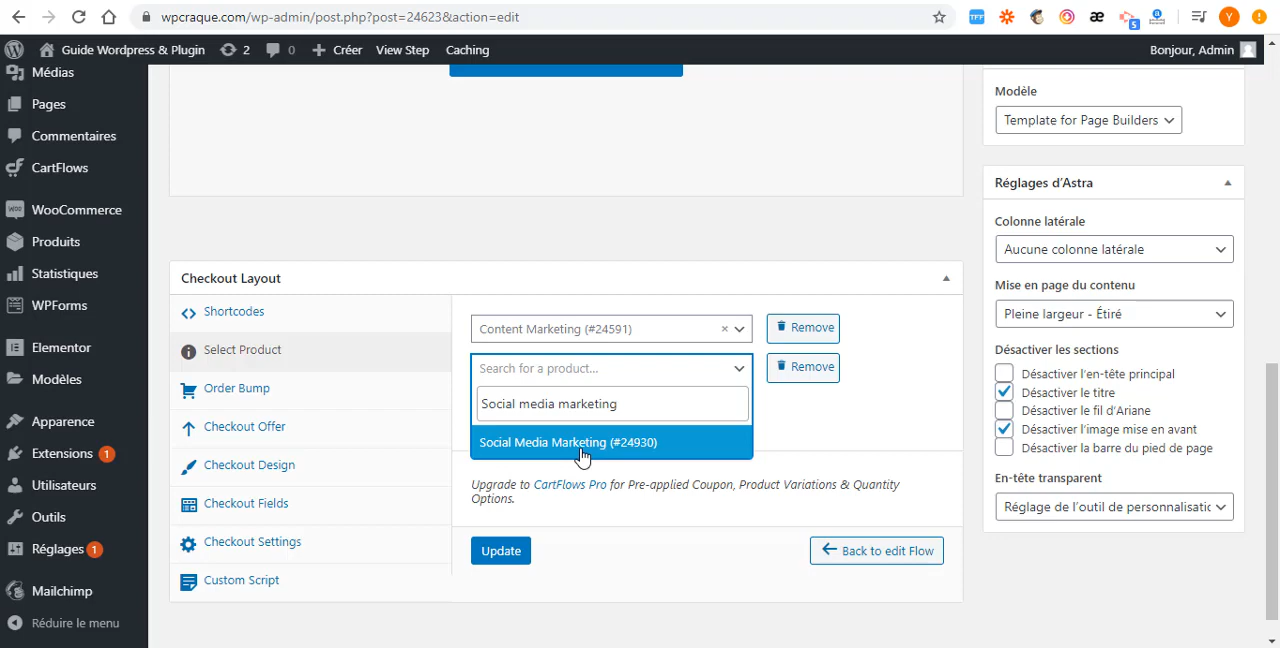 wpcraque.com/wp-admin/post.php?post=24623&action=edit
TFF
æ
5
a
Y
Guide Wordpress & Plugin
2
0
Créer
View Step
Caching
Bonjour, Admin
Médias
Pages
Commentaires
CartFlows
WooCommerce
Produits
Statistiques
WPForms
Elementor
Modèles
Apparence
Extensions 1
Utilisateurs
Outils
Réglages 1
Mailchimp
Réduire le menu
Checkout Layout
Shortcodes
Select Product
Order Bump
Checkout Offer
Checkout Design
Checkout Fields
Checkout Settings
Custom Script
Content Marketing (#24591) ×
Remove
Search for a product...
Remove
Social media marketing
Social Media Marketing (#24930)
Upgrade to CartFlows Pro for Pre-applied Coupon, Product Variations & Quantity
Options.
Update
Back to edit Flow
Modèle
Template for Page Builders
Réglages d’Astra
Colonne latérale
Aucune colonne latérale
Mise en page du contenu
Pleine largeur - Étiré
Désactiver les sections
Désactiver l’en-tête principal
Désactiver le titre
Désactiver le fil d’Ariane
Désactiver l’image mise en avant
Désactiver la barre du pied de page
En-tête transparent
Réglage de l’outil de personnalisatic